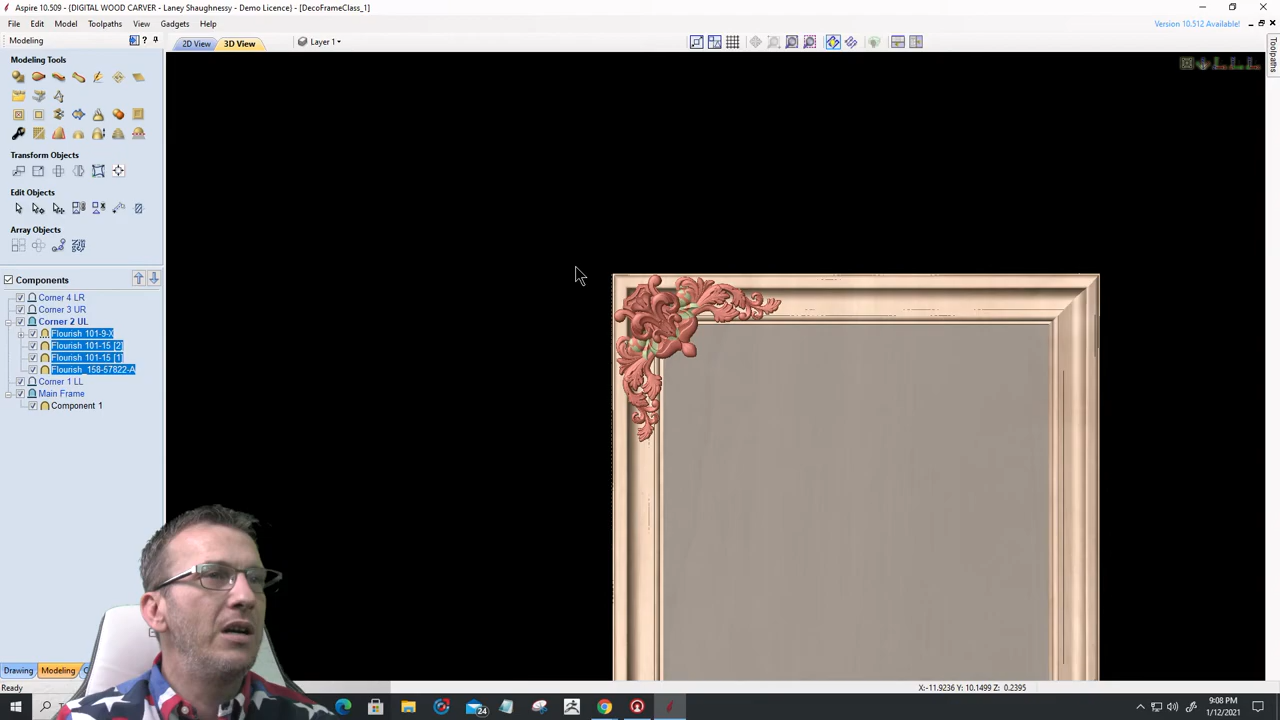 Aspire 10.509 - {DIGITAL WOOD CARVER - Laney Shaughnessy - Demo Licence} - [DecoFrameClass_1]
File Edit Model Toolpaths View Gadgets Help
Version 10.512 Available!
Modeling
2D View 3D View Layer 1
Toolpaths
Modeling Tools
Transform Objects
Edit Objects
Array Objects
Components
Corner 4 LR
Corner 3 UR
Corner 2 UL
Flourish 101-9-X
Flourish 101-15 [2]
Flourish 101-15 [1]
Flourish_158-57822-A
Corner 1 LL
Main Frame
Component 1
Drawing Modeling
Ready
X:-11.9236 Y: 10.1499 Z: 0.2395
24
9:08 PM
1/12/2021